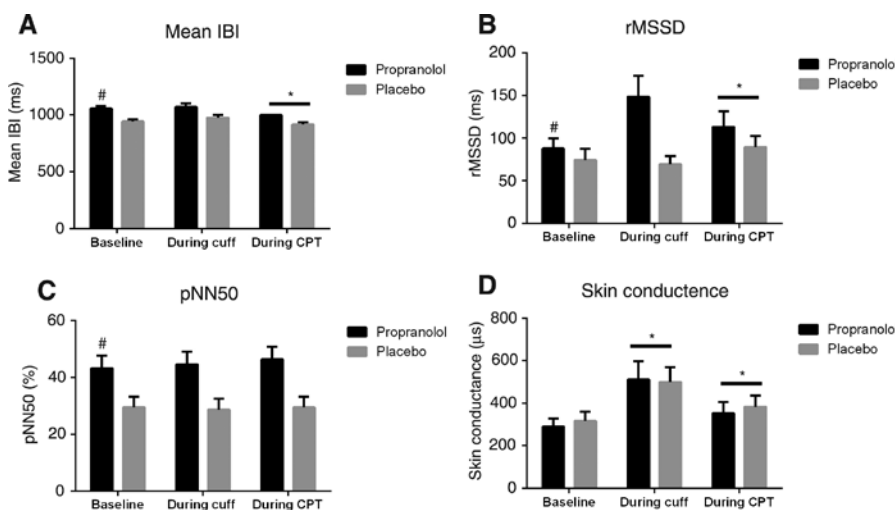 A
Mean IBI
1500
1000
500
0
Mean IBI (ms)
#
*
Baseline
During cuff
During CPT
Propranolol
Placebo
B
rMSSD
200
150
100
50
0
rMSSD (ms)
#
*
Baseline
During cuff
During CPT
Propranolo
Placebo
C
pNN50
60
40
20
0
pNN50 (%)
#
Baseline
During cuff
During CPT
Propranolol
Placebo
D
Skin conductence
800
600
400
200
0
Skin conductance (µs)
*
*
Baseline
During cuff
During CPT
Propranolo
Placebo